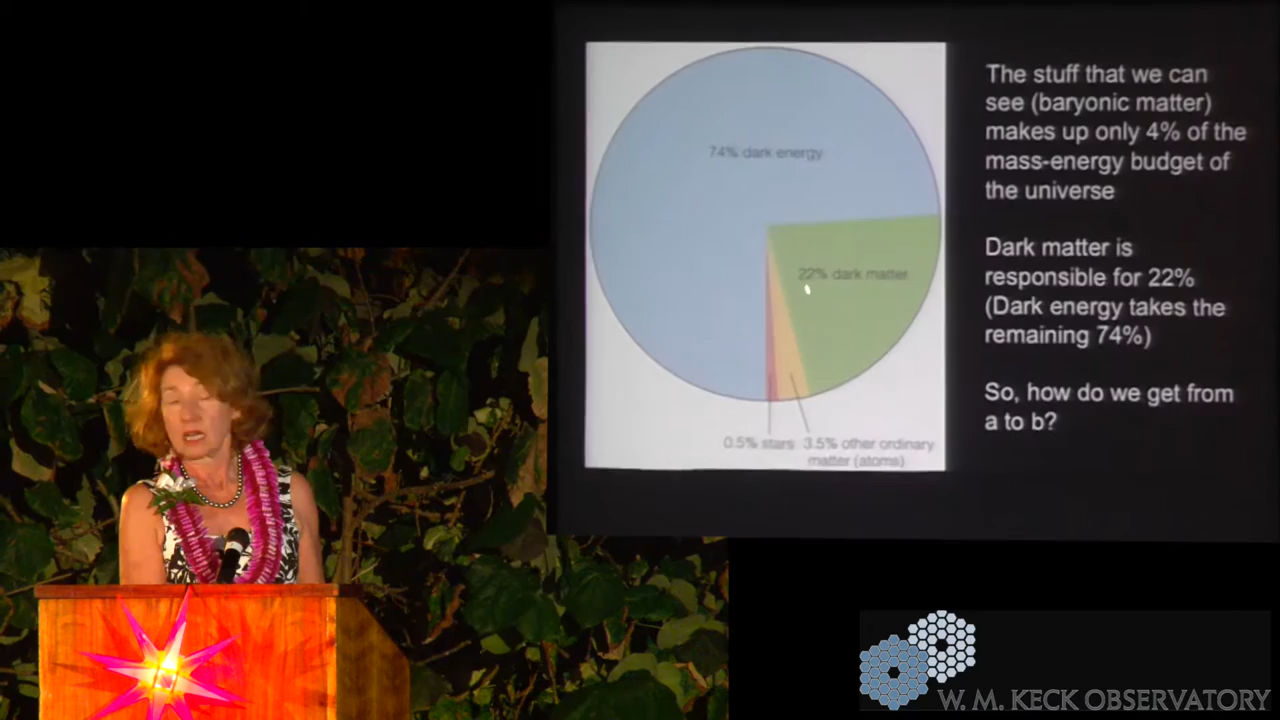 74% dark energy
22% dark matter
0.5% stars
3.5% other ordinary
matter (atoms)
The stuff that we can
see (baryonic matter)
makes up only 4% of the
mass-energy budget of
the universe
Dark matter is
responsible for 22%
(Dark energy takes the
remaining 74%)
So, how do we get from
a to b?
W. M. KECK OBSERVATORY